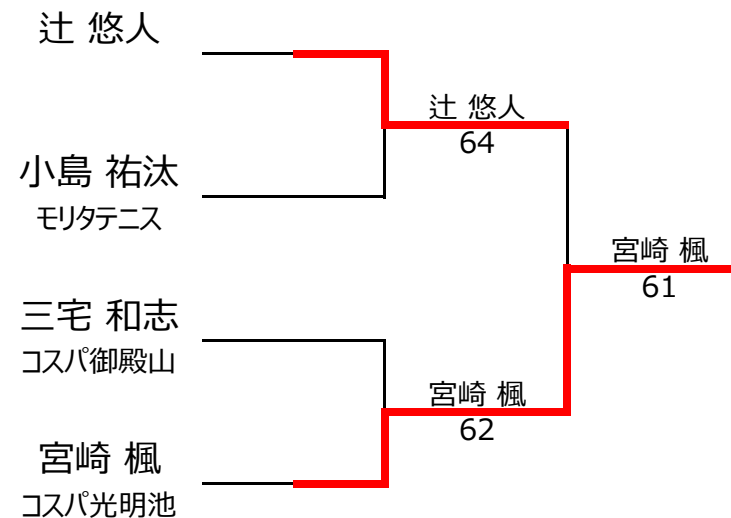 辻 悠人
辻 悠人
64
小島 祐汰
モリタテニス
宮崎 楓
61
三宅 和志
コスパ御殿山
宮崎 楓
62
宮崎 楓
コスパ光明池